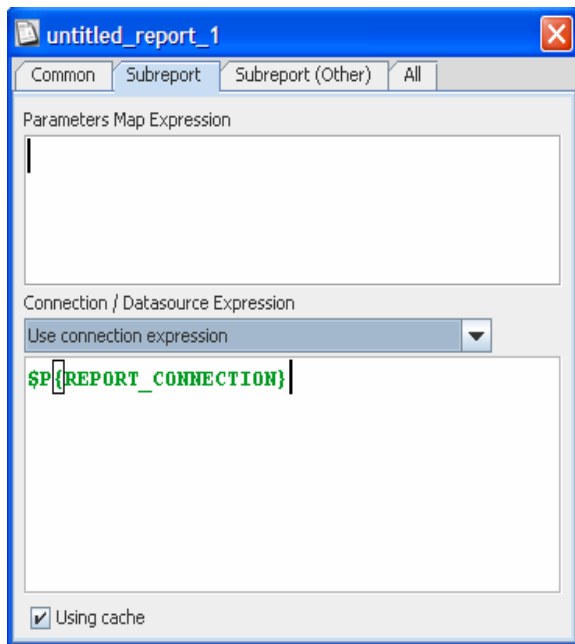 untitled_report_1
Common Subreport Subreport (Other) All
Parameters Map Expression
Connection / Datasource Expression
Use connection expression
$P{REPORT_CONNECTION}
Using cache